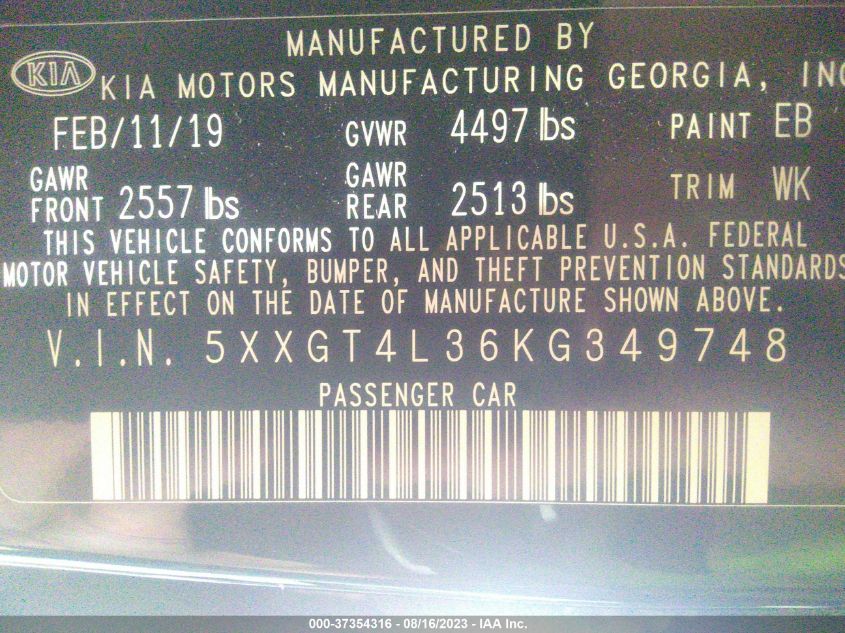 MANUFACTURED BY
KIA KIA MOTORS MANUFACTURING GEORGIA, INC
FEB/11/19 GVWR 4497 lbs PAINT EB
GAWR FRONT 2557 lbs GAWR REAR 2513 lbs TRIM WK
THIS VEHICLE CONFORMS TO ALL APPLICABLE U.S.A. FEDERAL
MOTOR VEHICLE SAFETY, BUMPER, AND THEFT PREVENTION STANDARDS
IN EFFECT ON THE DATE OF MANUFACTURE SHOWN ABOVE.
V.I.N. 5XXGT4L36KG349748
PASSENGER CAR
000-37354316 - 08/16/2023 - IAA Inc.